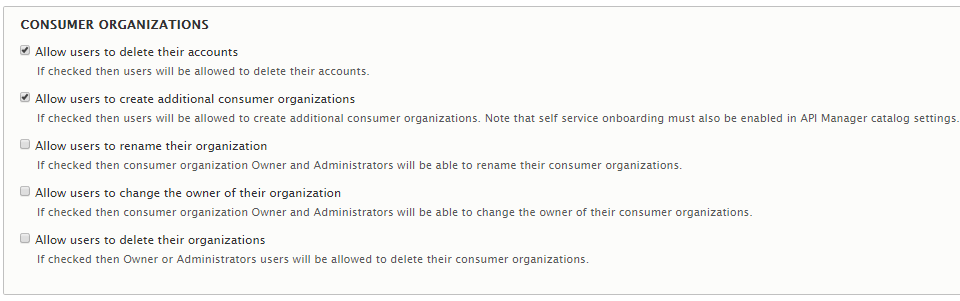 CONSUMER ORGANIZATIONS
Allow users to delete their accounts
If checked then users will be allowed to delete their accounts.
Allow users to create additional consumer organizations
If checked then users will be allowed to create additional consumer organizations. Note that self service onboarding must also be enabled in API Manager catalog settings.
Allow users to rename their organization
If checked then consumer organization Owner and Administrators will be able to rename their consumer organizations.
Allow users to change the owner of their organization
If checked then consumer organization Owner and Administrators will be able to change the owner of their consumer organizations.
Allow users to delete their organizations
If checked then Owner or Administrators users will be allowed to delete their consumer organizations.